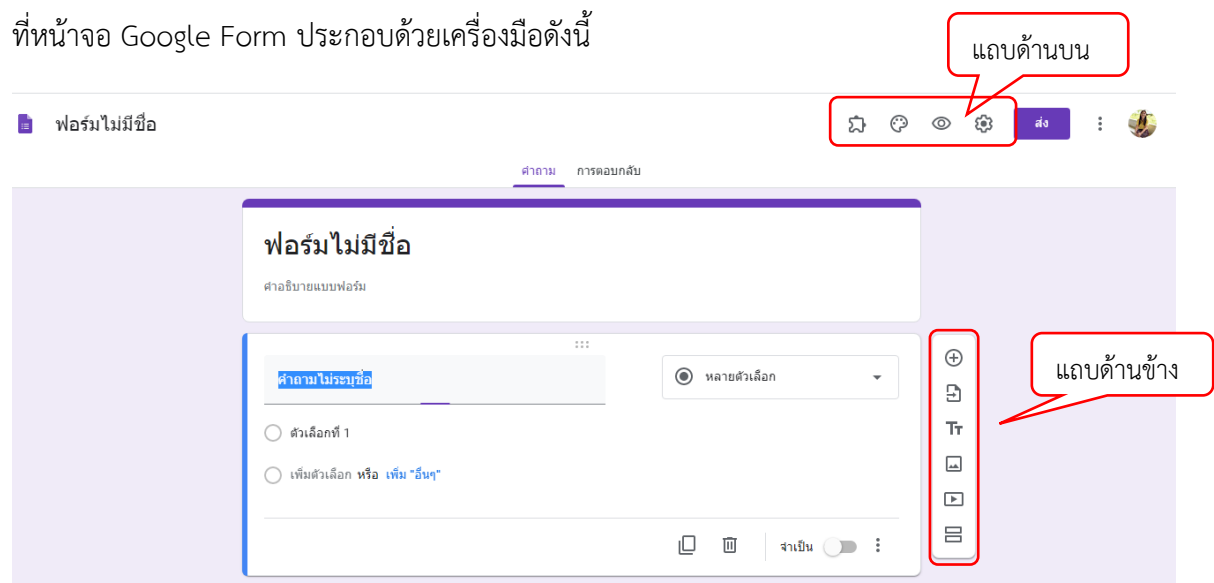 ที่หน้าจอ Google Form ประกอบด้วยเครื่องมือดังนี้
แถบด้านบน
ฟอร์มไม่มีชื่อ
ส่ง
คำถาม การตอบกลับ
ฟอร์มไม่มีชื่อ
คำอธิบายแบบฟอร์ม
คำถามไม่ระบุชื่อ
หลายตัวเลือก
แถบด้านข้าง
ตัวเลือกที่ 1
เพิ่มตัวเลือก หรือ เพิ่ม "อื่นๆ"
Tт
จำเป็น